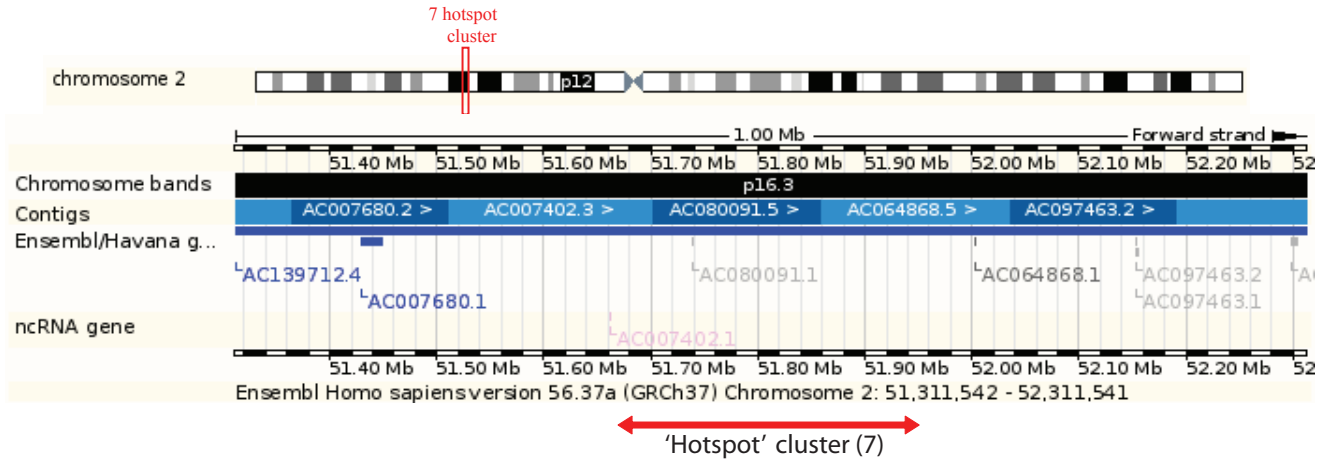 7 hotspot
cluster
chromosome 2
p12
1.00 Mb
Forward strand
51.40 Mb 51.50 Mb 51.60 Mb 51.70 Mb 51.80 Mb 51.90 Mb 52.00 Mb 52.10 Mb 52.20 Mb 52
Chromosome bands p16.3
Contigs AC007680.2 > AC007402.3 > AC080091.5 > AC064868.5 > AC097463.2 >
Ensembl/Havana g...
AC139712.4 AC080091.1 AC064868.1 AC097463.2 A
AC007680.1 AC097463.1
ncRNA gene
AC007402.1
51.40 Mb 51.50 Mb 51.60 Mb 51.70 Mb 51.80 Mb 51.90 Mb 52.00 Mb 52.10 Mb 52.20 Mb 52
Ensembl Homo sapiens version 56.37a (GRCh37) Chromosome 2: 51,311,542 - 52,311,541
‘Hotspot’ cluster (7)